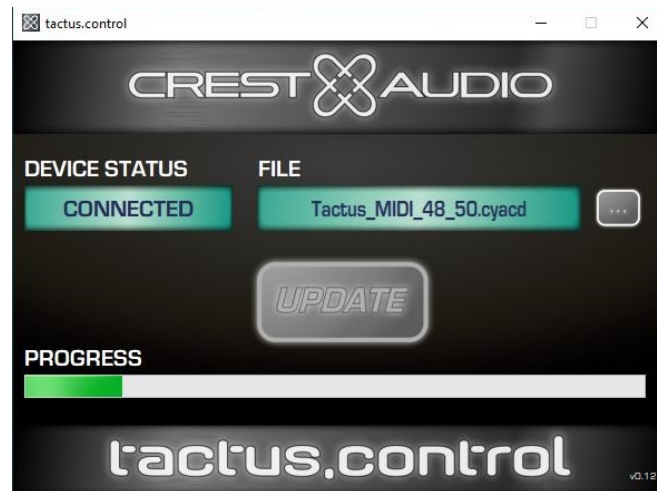 tactus.control
CREST AUDIO
DEVICE STATUS FILE
CONNECTED Tactus_MIDI_48_50.cyacd ...
UPDATE
PROGRESS
tactus.control
v0.12